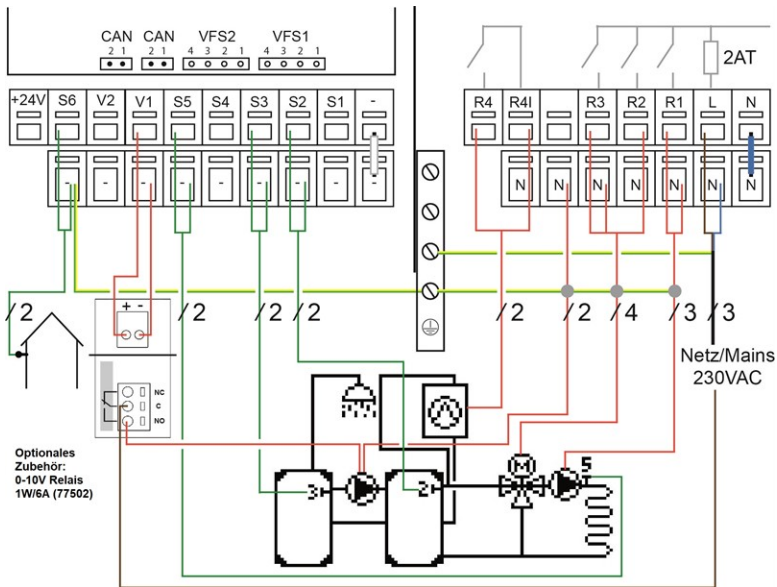 CAN CAN VFS2 VFS1
2 1 2 1 4 3 2 1 4 3 2 1
2AT
+24V S6 V2 V1 S5 S4 S3 S2 S1 - R4 R4I R3 R2 R1 L N
- - - - - - - - - N N N N N N N
/2 + - /2 /2 /2 /2 /2 /4 /3 /3
Netz/Mains
230VAC
NC
C
NO
Optionales
Zubehör:
0-10V Relais
1W/6A (77502)
M
3 2 5